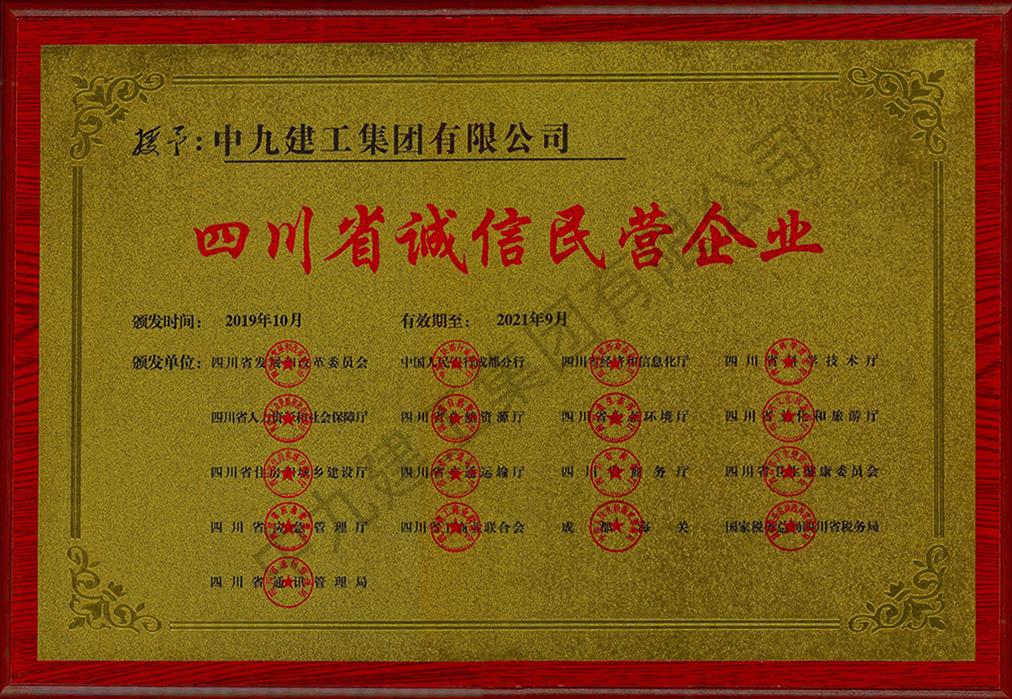 授予:中九建工集团有限公司
四川省诚信民营企业
颁发时间: 2019年10月 有效期至: 2021年9月
颁发单位: 四川省发展和改革委员会 中国人民银行成都分行 四川省经济和信息化厅 四川省科学技术厅
四川省人力资源和社会保障厅 四川省自然资源厅 四川省生态环境厅 四川省文化和旅游厅
四川省住房和城乡建设厅 四川省交通运输厅 四川省商务厅 四川省卫生健康委员会
四川省应急管理厅 四川省工商业联合会 成都海关 国家税务总局四川省税务局
四川省通讯管理局
中九建工集团有限公司